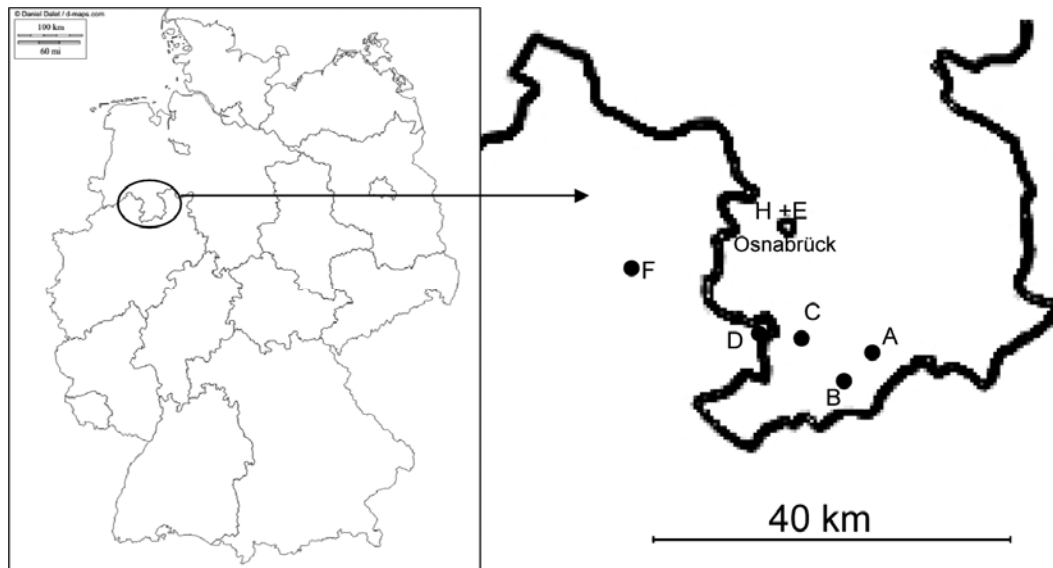 © Daniel Dalet / d-maps.com
100 km
60 mi
H +E
Osnabrück
F
C
D
A
B
40 km